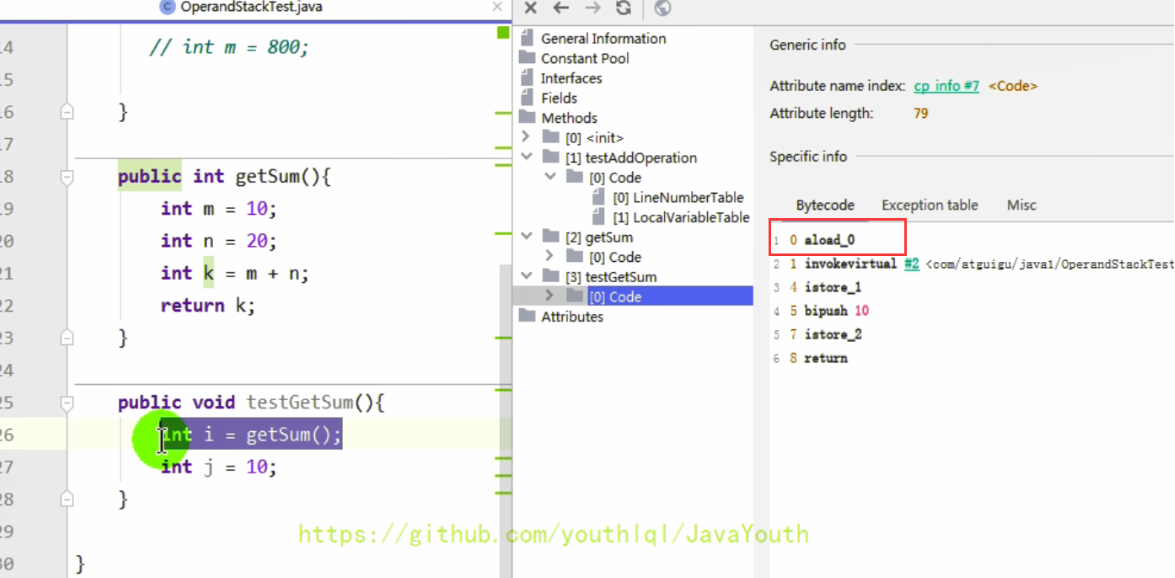 OperandStackTest.java
14 // int m = 800;
15
16 }
17
18 public int getSum(){
19 int m = 10;
20 int n = 20;
21 int k = m + n;
22 return k;
23 }
24
25 public void testGetSum(){
26 int i = getSum();
27 int j = 10;
28 }
29
30 }
General Information
Constant Pool
Interfaces
Fields
Methods
[0] <init>
[1] testAddOperation
[0] Code
[0] LineNumberTable
[1] LocalVariableTable
[2] getSum
[0] Code
[3] testGetSum
[0] Code
Attributes
Generic info
Attribute name index: cp info #7 <Code>
Attribute length: 79
Specific info
Bytecode Exception table Misc
1 0 aload_0
2 1 invokevirtual #2 <com/atguigu/java1/OperandStackTest
3 4 istore_1
4 5 bipush 10
5 7 istore_2
6 8 return
https://github.com/youthlql/JavaYouth